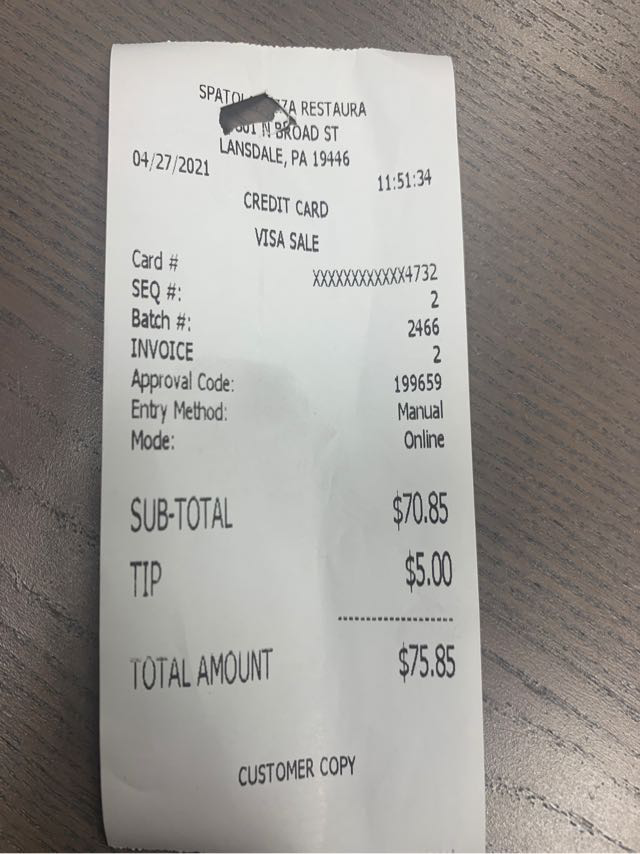 RESTAURA
N BROAD ST
LANSDALE, PA 19446
04/27/2021 11:51:34
CREDIT CARD
VISA SALE
Card # XXXXXXXXXXXX4732
SEQ #: 2
Batch #: 2466
INVOICE 2
Approval Code: 199659
Entry Method: Manual
Mode: Online
SUB-TOTAL $70.85
TIP $5.00
--------------------
TOTAL AMOUNT $75.85
CUSTOMER COPY